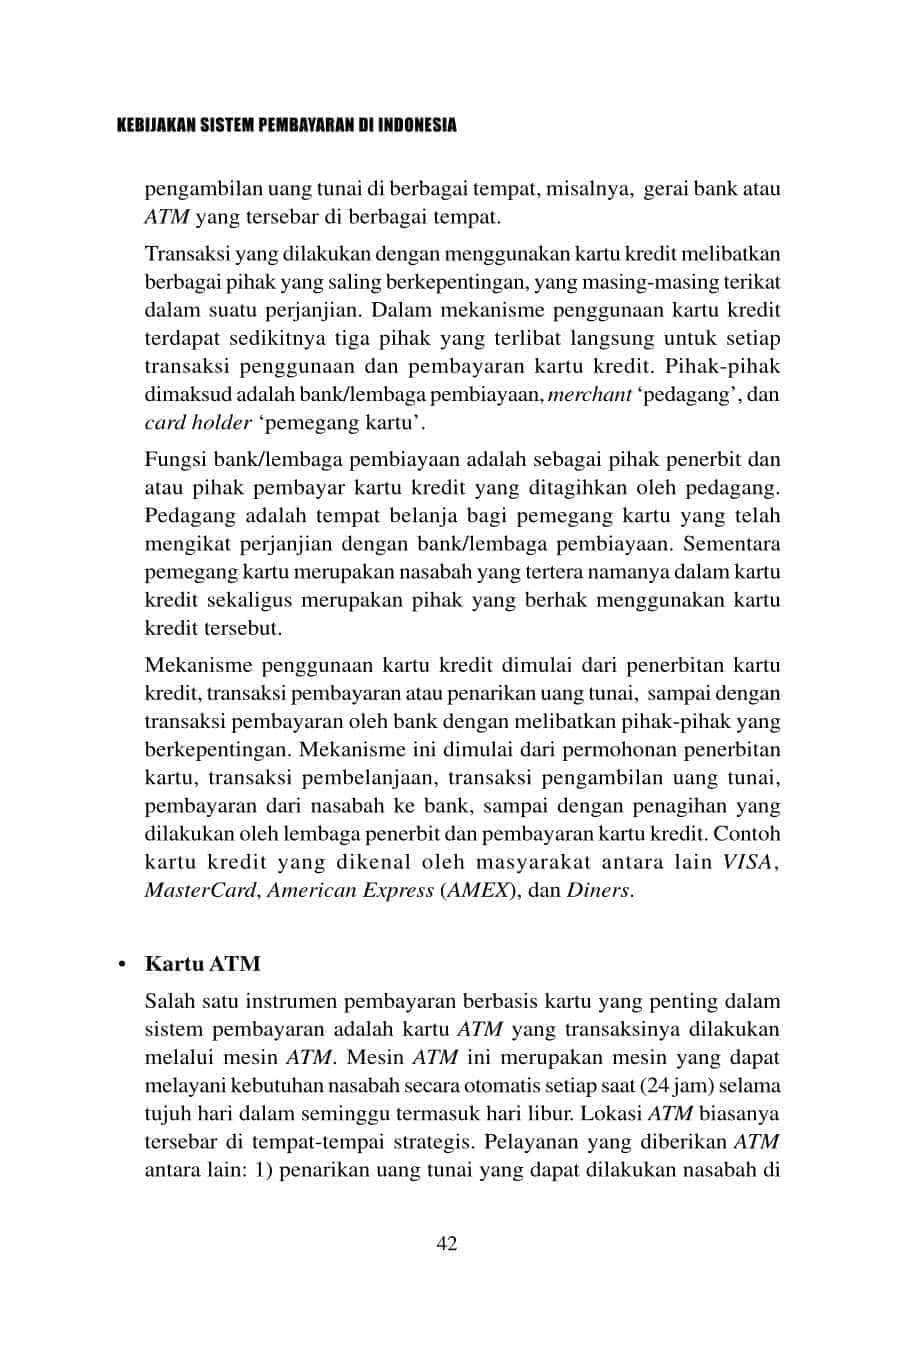 KEBIJAKAN SISTEM PEMBAYARAN DI INDONESIA
pengambilan uang tunai di berbagai tempat, misalnya, gerai bank atau
ATM yang tersebar di berbagai tempat.
Transaksi yang dilakukan dengan menggunakan kartu kredit melibatkan
berbagai pihak yang saling berkepentingan, yang masing-masing terikat
dalam suatu perjanjian. Dalam mekanisme penggunaan kartu kredit
terdapat sedikitnya tiga pihak yang terlibat langsung untuk setiap
transaksi penggunaan dan pembayaran kartu kredit. Pihak-pihak
dimaksud adalah bank/lembaga pembiayaan, merchant ‘pedagang’, dan
card holder ‘pemegang kartu’.
Fungsi bank/lembaga pembiayaan adalah sebagai pihak penerbit dan
atau pihak pembayar kartu kredit yang ditagihkan oleh pedagang.
Pedagang adalah tempat belanja bagi pemegang kartu yang telah
mengikat perjanjian dengan bank/lembaga pembiayaan. Sementara
pemegang kartu merupakan nasabah yang tertera namanya dalam kartu
kredit sekaligus merupakan pihak yang berhak menggunakan kartu
kredit tersebut.
Mekanisme penggunaan kartu kredit dimulai dari penerbitan kartu
kredit, transaksi pembayaran atau penarikan uang tunai, sampai dengan
transaksi pembayaran oleh bank dengan melibatkan pihak-pihak yang
berkepentingan. Mekanisme ini dimulai dari permohonan penerbitan
kartu, transaksi pembelanjaan, transaksi pengambilan uang tunai,
pembayaran dari nasabah ke bank, sampai dengan penagihan yang
dilakukan oleh lembaga penerbit dan pembayaran kartu kredit. Contoh
kartu kredit yang dikenal oleh masyarakat antara lain VISA,
MasterCard, American Express (AMEX), dan Diners.
• Kartu ATM
Salah satu instrumen pembayaran berbasis kartu yang penting dalam
sistem pembayaran adalah kartu ATM yang transaksinya dilakukan
melalui mesin ATM. Mesin ATM ini merupakan mesin yang dapat
melayani kebutuhan nasabah secara otomatis setiap saat (24 jam) selama
tujuh hari dalam seminggu termasuk hari libur. Lokasi ATM biasanya
tersebar di tempat-tempai strategis. Pelayanan yang diberikan ATM
antara lain: 1) penarikan uang tunai yang dapat dilakukan nasabah di
42